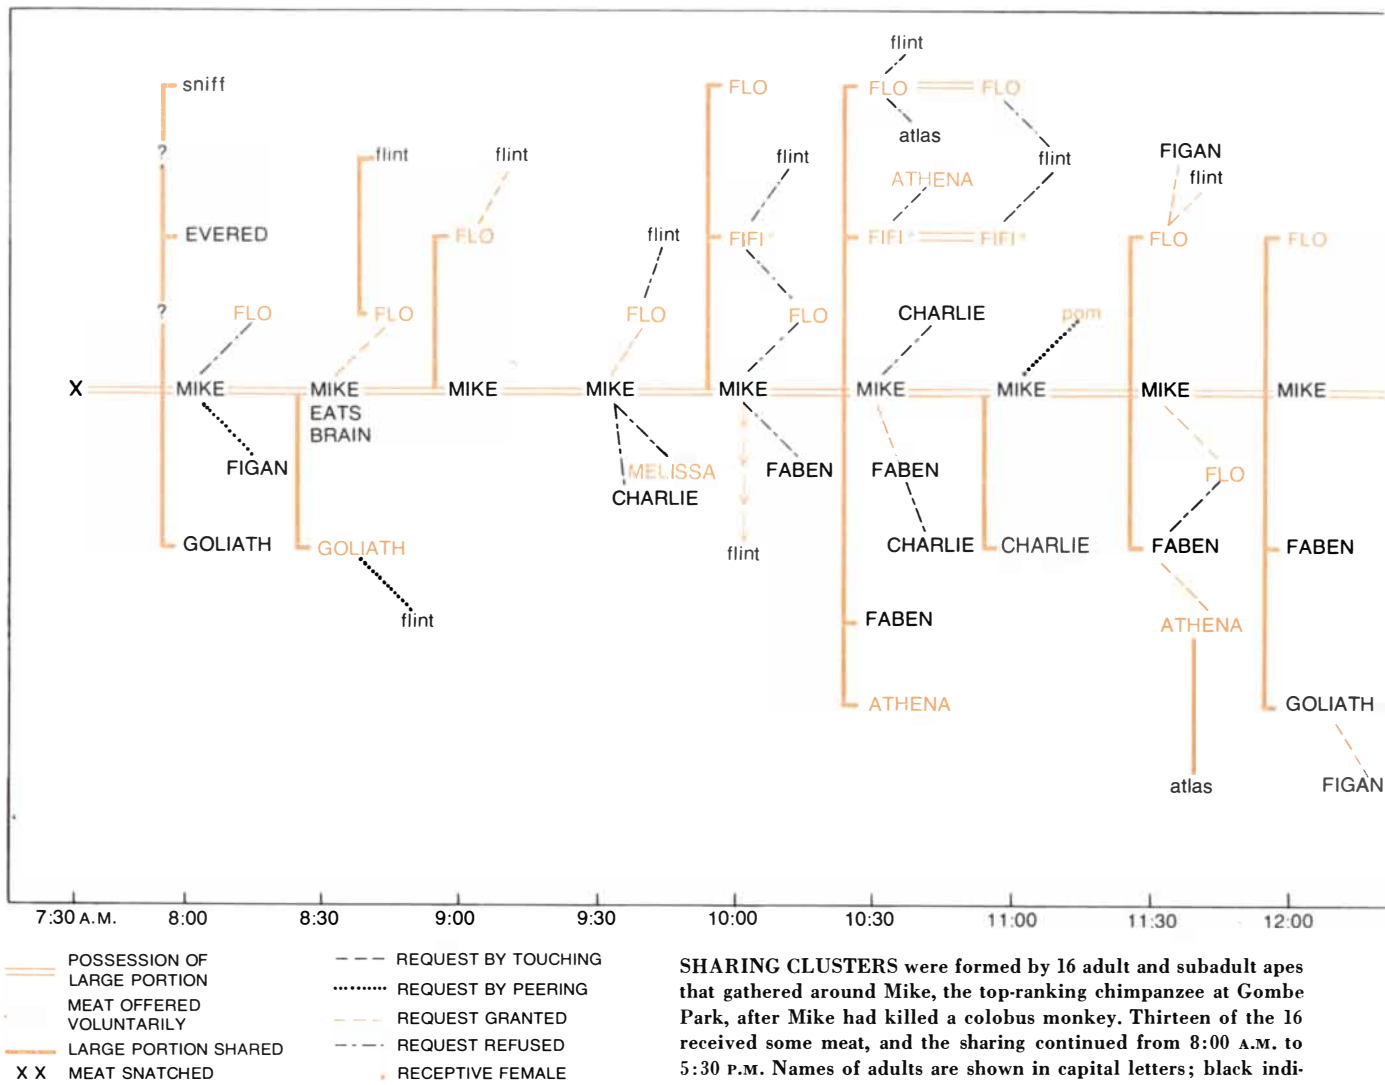 flint
sniff
FLO
FLO
FLO
atlas
?
flint
flint
flint
flint
FIGAN
flint
ATHENA
EVERED
FLO
flint
FIFI
FIFI
FIFI
FLO
FLO
?
FLO
FLO
FLO
FLO
CHARLIE
pom
X
MIKE
MIKE
EATS
BRAIN
MIKE
MIKE
MIKE
MIKE
MIKE
MIKE
MIKE
FIGAN
MELISSA
CHARLIE
FABEN
FABEN
FLO
GOLIATH
GOLIATH
flint
CHARLIE
CHARLIE
FABEN
FABEN
flint
FABEN
ATHENA
ATHENA
GOLIATH
atlas
FIGAN
7:30 A.M.
8:00
8:30
9:00
9:30
10:00
10:30
11:00
11:30
12:00
POSSESSION OF
LARGE PORTION
MEAT OFFERED
VOLUNTARILY
LARGE PORTION SHARED
X X MEAT SNATCHED
REQUEST BY TOUCHING
REQUEST BY PEERING
REQUEST GRANTED
REQUEST REFUSED
RECEPTIVE FEMALE
SHARING CLUSTERS were formed by 16 adult and subadult apes
that gathered around Mike, the top-ranking chimpanzee at Gombe
Park, after Mike had killed a colobus monkey. Thirteen of the 16
received some meat, and the sharing continued from 8:00 A.M. to
5:30 P.M. Names of adults are shown in capital letters; black indi-